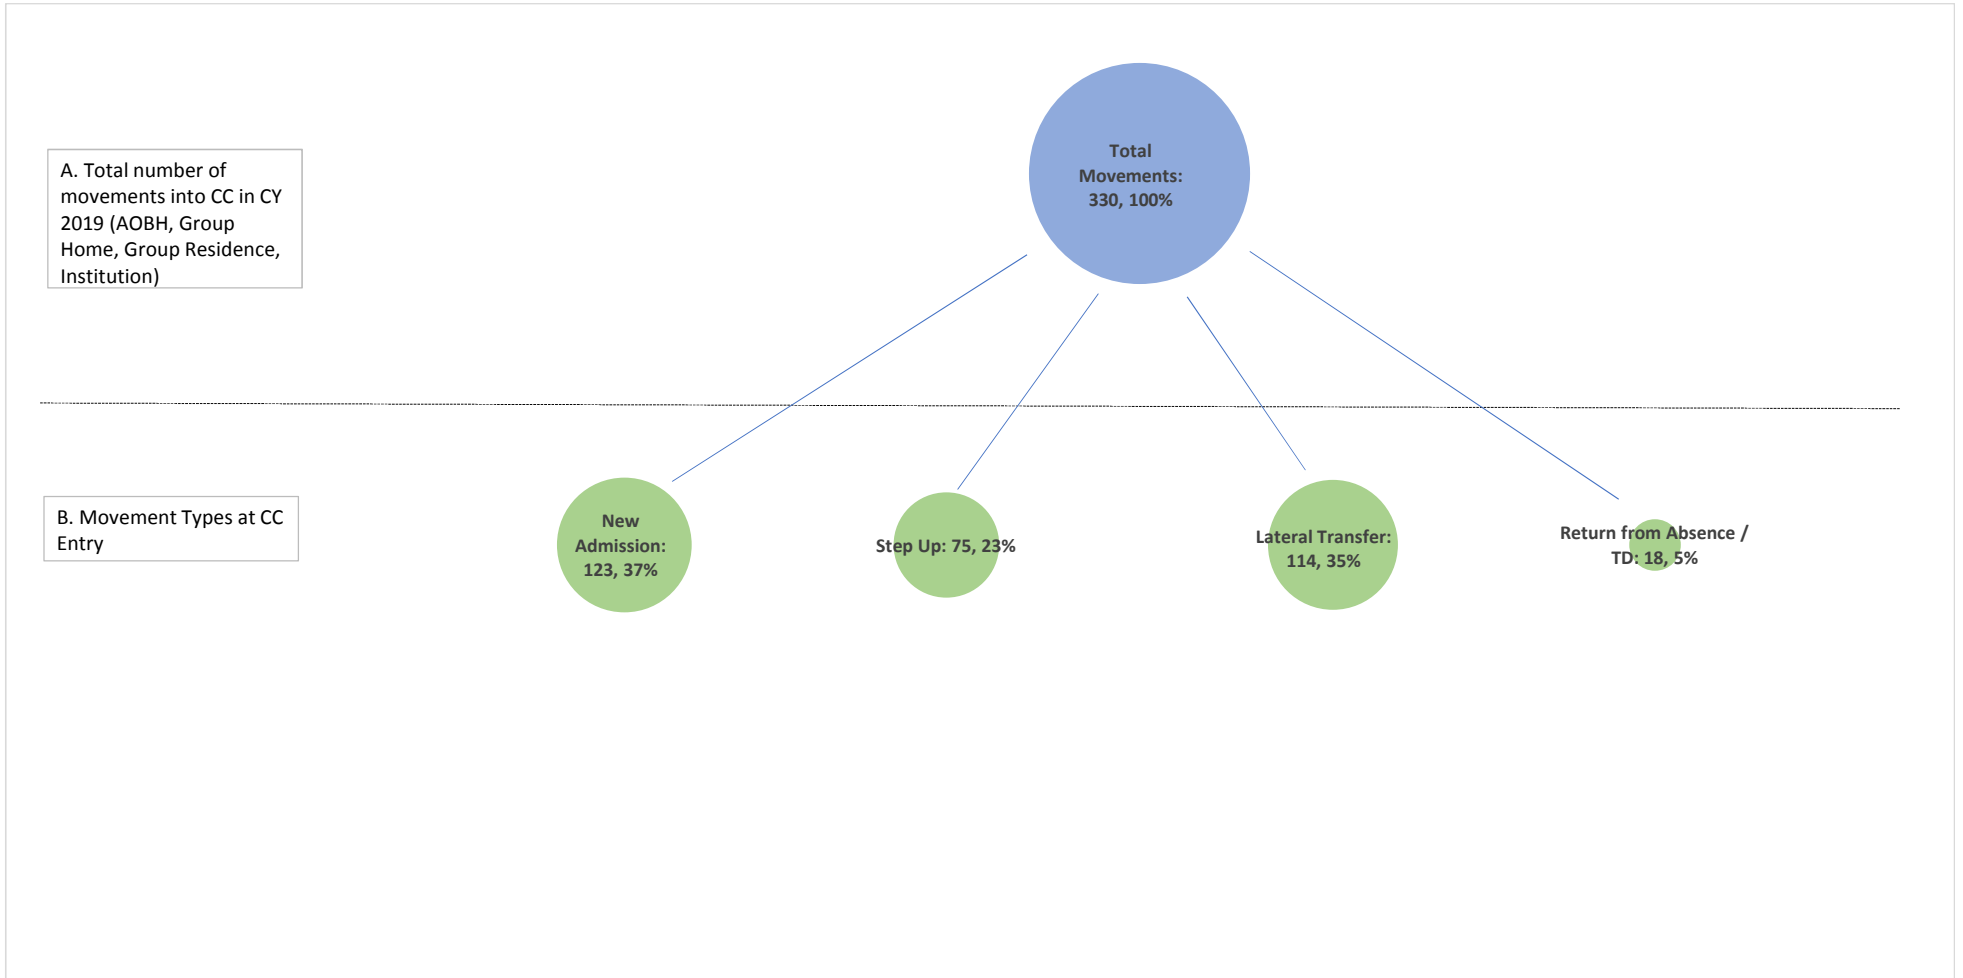 Total
Movements:
330, 100%
A. Total number of
movements into CC in CY
2019 (AOBH, Group
Home, Group Residence,
Institution)
B. Movement Types at CC
Entry
New
Admission:
123, 37%
Step Up: 75, 23%
Lateral Transfer:
114, 35%
Return from Absence /
TD: 18, 5%